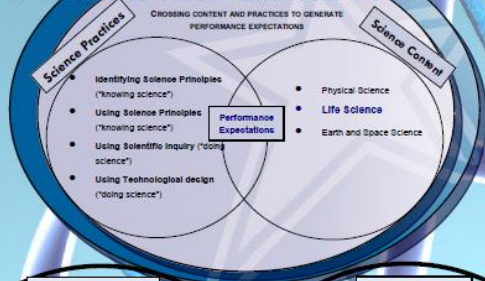 CROSSING CONTENT AND PRACTICES TO GENERATE
PERFORMANCE EXPECTATIONS
Science Practices
Science Content
• Identifying Science Principles
("knowing science")
• Using Science Principles
("knowing science")
• Using Scientific Inquiry ("doing
science")
• Using Technological design
("doing science")
Performance
Expectations
• Physical Science
• Life Science
• Earth and Space Science